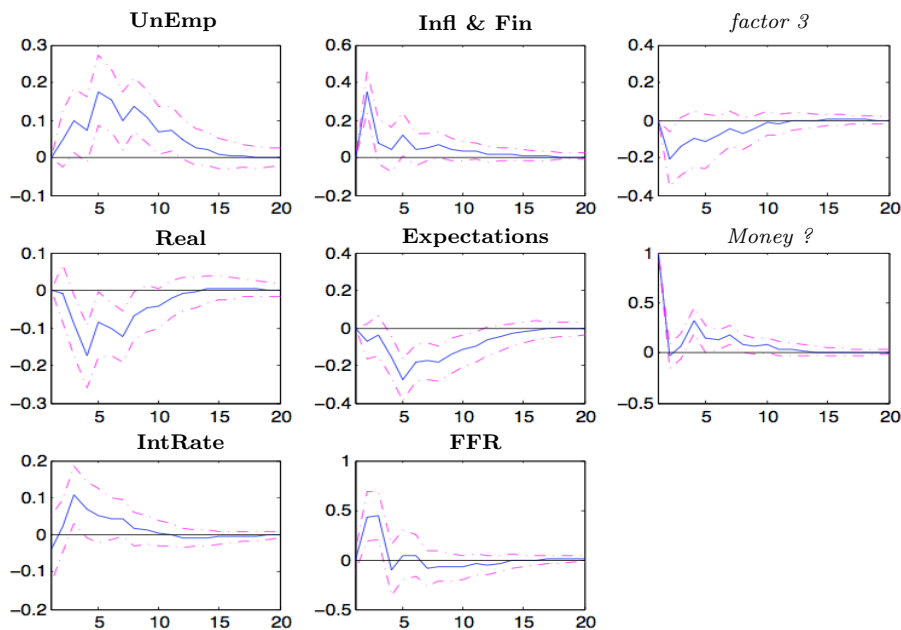 UnEmp Infl & Fin factor 3
0.3 0.6 0.4
0.2 0.4 0.2
0.1 0.2 0
0 0 −0.2
−0.1 −0.2 −0.4
5 10 15 20 5 10 15 20 5 10 15 20
Real Expectations Money ?
0.1 0.4 1
0 0.2
−0.1 0 0.5
−0.2 −0.2 0
−0.3 −0.4 −0.5
5 10 15 20 5 10 15 20 5 10 15 20
IntRate FFR
0.2 1
0.1 0.5
0 0
−0.1
−0.2 −0.5
5 10 15 20 5 10 15 20